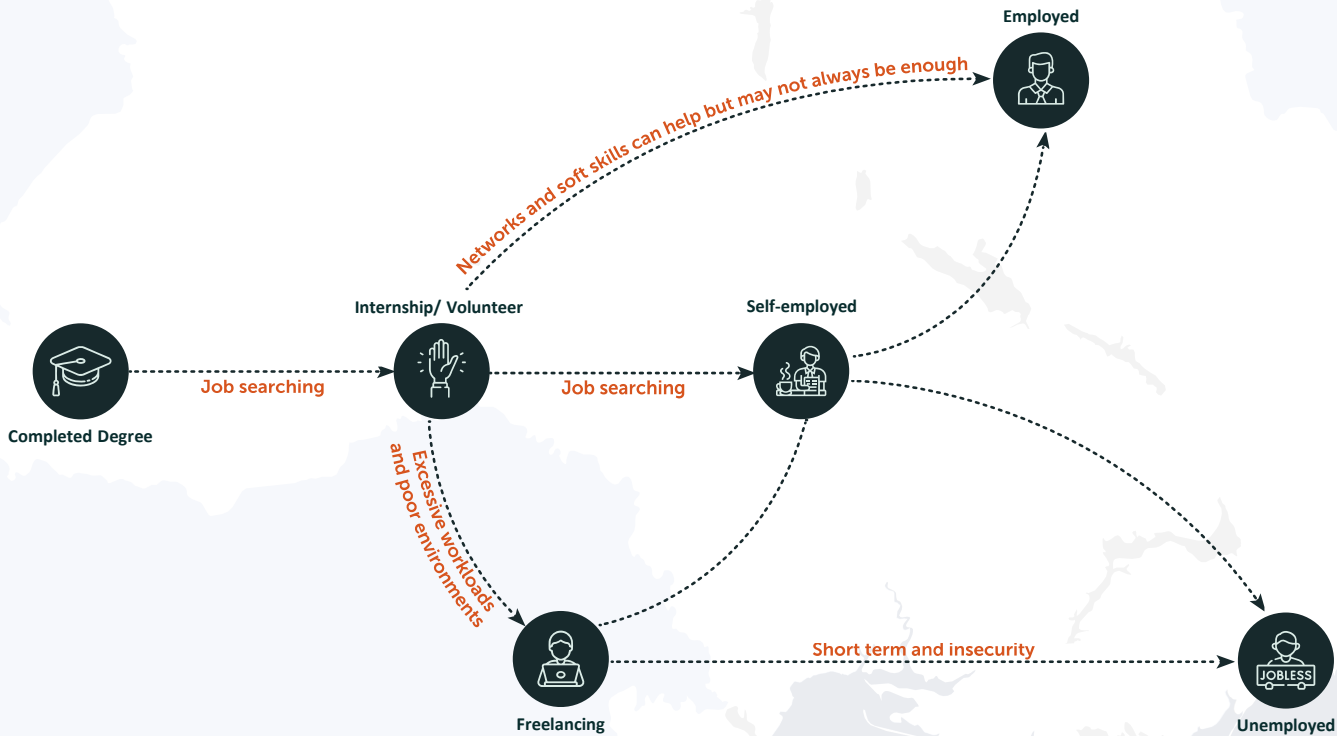 Employed
Networks and soft skills can help but may not always be enough
Internship/ Volunteer
Self-employed
Job searching
Job searching
Completed Degree
Excessive workloads
and poor environments
Short term and insecurity
JOBLESS
Freelancing
Unemployed